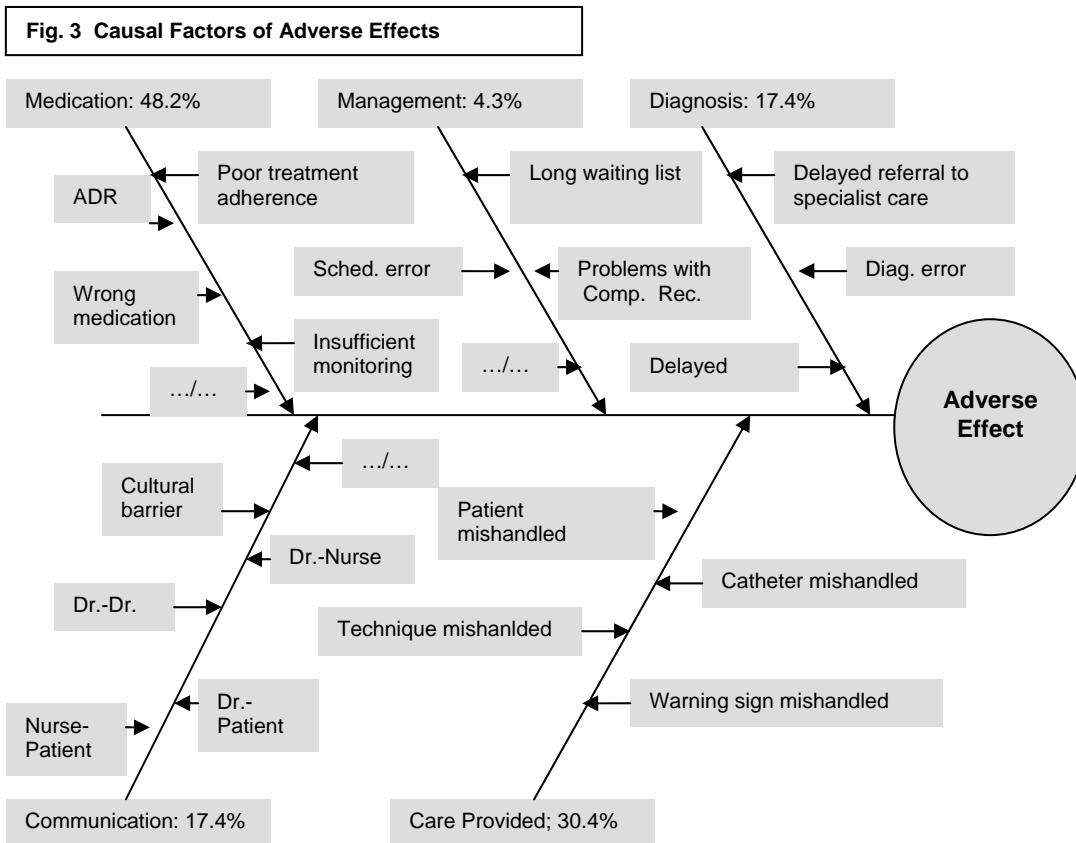 Fig. 3 Causal Factors of Adverse Effects
Medication: 48.2%
Management: 4.3%
Diagnosis: 17.4%
Poor treatment
adherence
ADR
Wrong
medication
Insufficient
monitoring
…/…
Long waiting list
Sched. error
Problems with
Comp. Rec.
…/…
Delayed referral to
specialist care
Diag. error
Delayed
Adverse
Effect
…/…
Cultural
barrier
Dr.-Nurse
Dr.-Dr.
Dr.-
Patient
Nurse-
Patient
Communication: 17.4%
Patient
mishandled
Catheter mishandled
Technique mishanlded
Warning sign mishandled
Care Provided; 30.4%